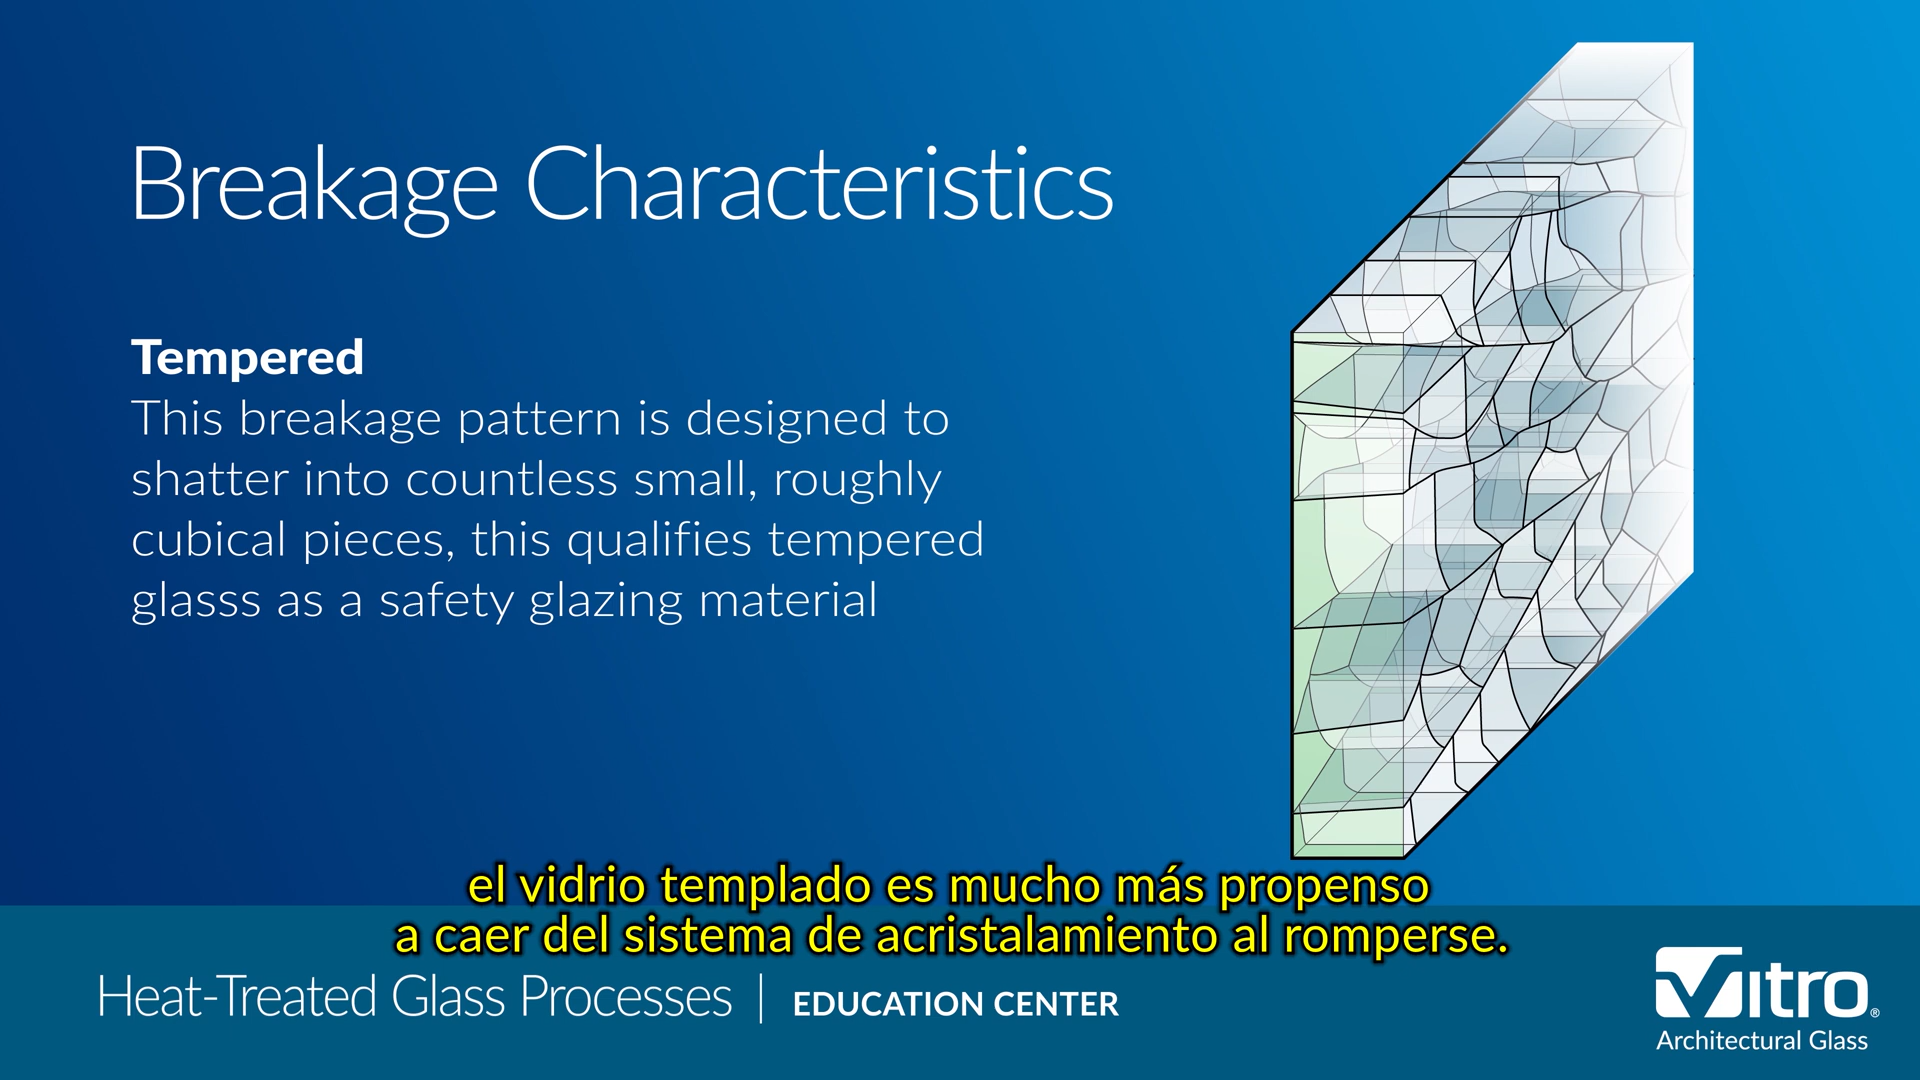 Breakage Characteristics
Tempered
This breakage pattern is designed to
shatter into countless small, roughly
cubical pieces, this qualifies tempered
glasss as a safety glazing material
el vidrio templado es mucho más propenso
a caer del sistema de acristalamiento al romperse.
Heat-Treated Glass Processes | EDUCATION CENTER
Vitro®
Architectural Glass